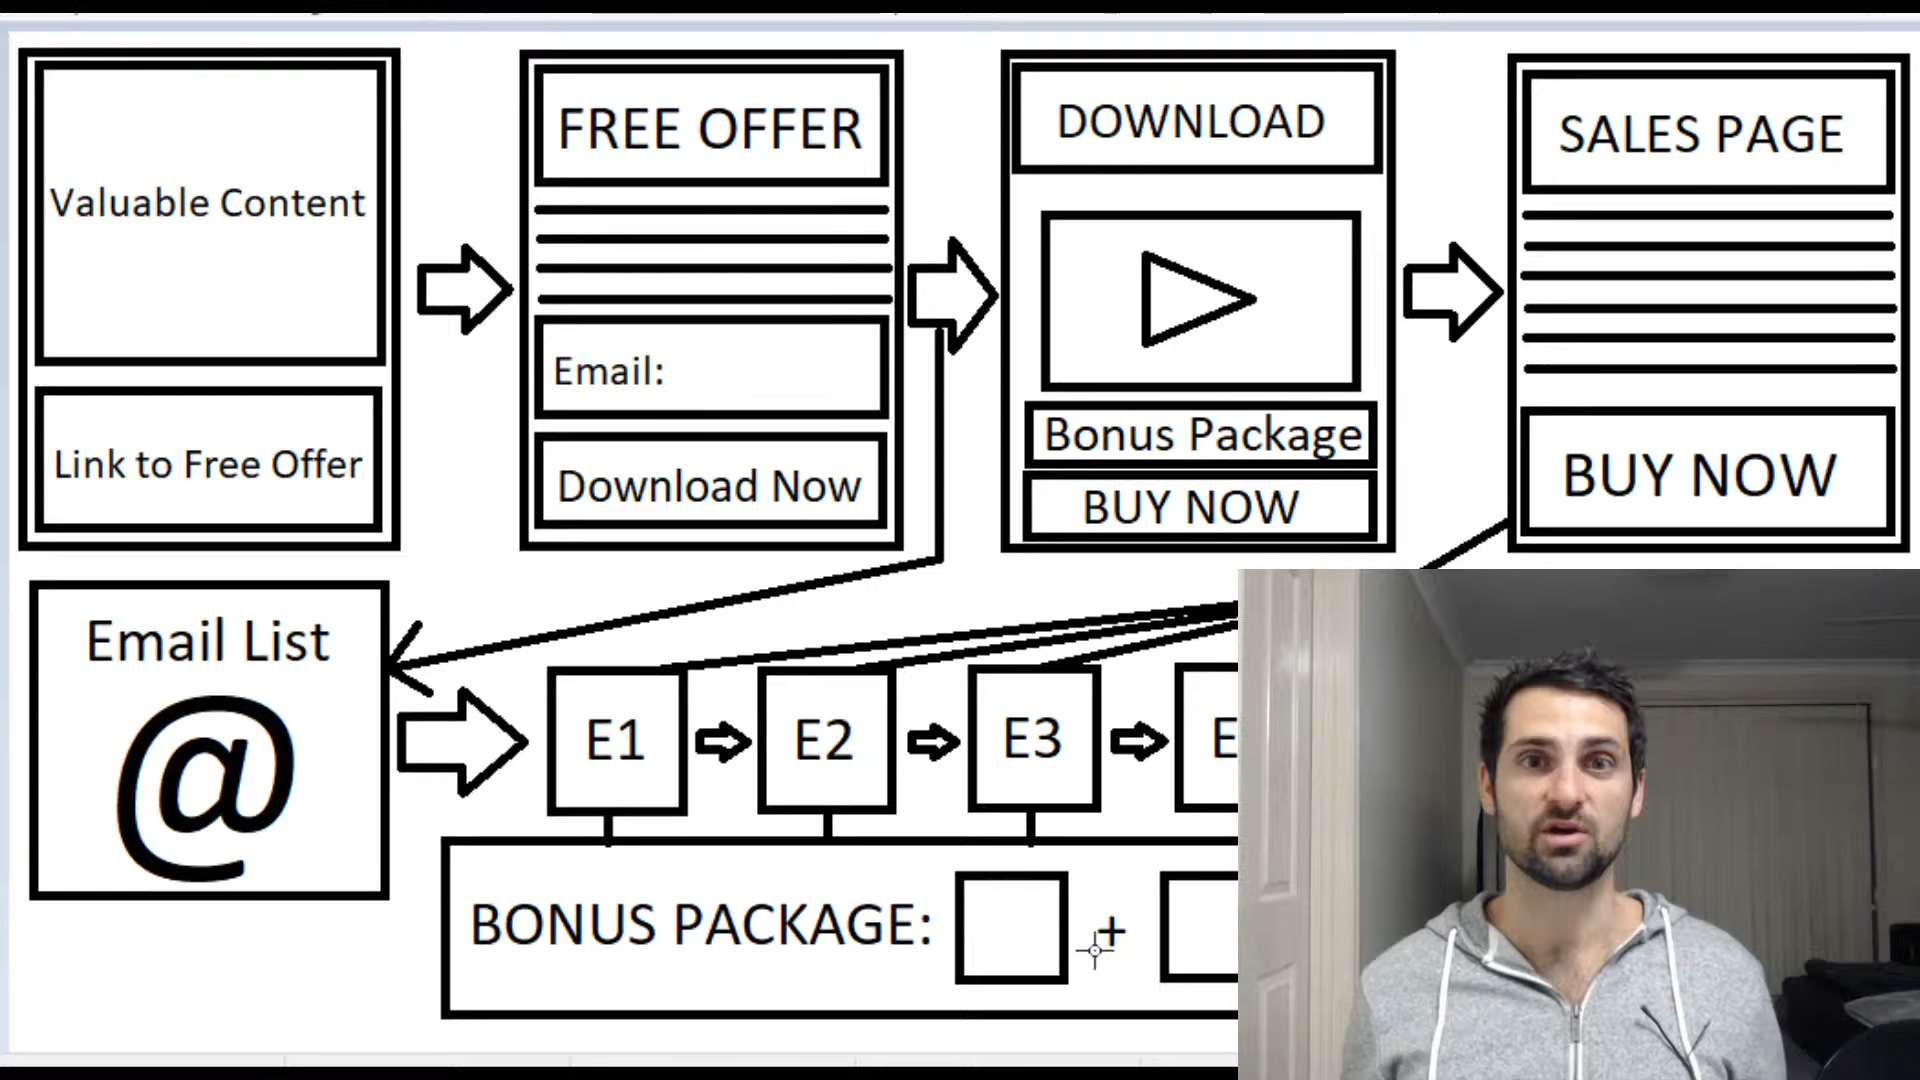 Valuable Content
Link to Free Offer
FREE OFFER
Email:
Download Now
DOWNLOAD
Bonus Package
BUY NOW
SALES PAGE
BUY NOW
Email List
@
E1
E2
E3
E
BONUS PACKAGE:
+